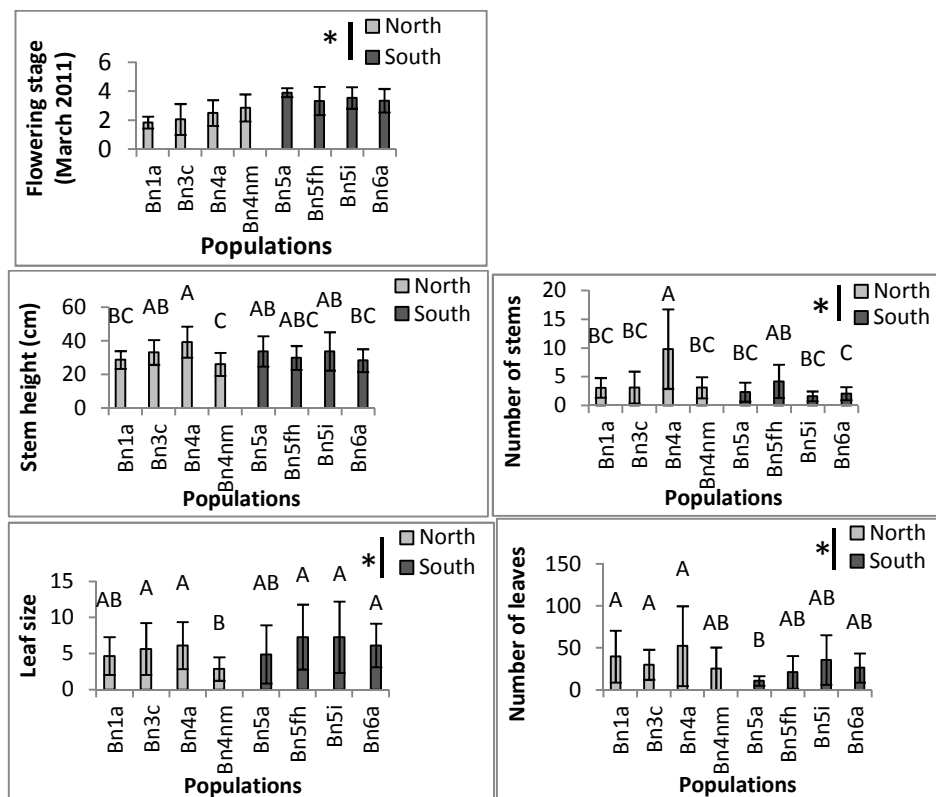 North
*
South
Flowering stage
(March 2011)
6
4
2
0
Bn1a
Bn3c
Bn4a
Bn4nm
Bn5a
Bn5fh
Bn5i
Bn6a
Populations
North
South
Stem height (cm)
60
40
20
0
BC
AB
A
C
AB
ABC
AB
BC
Bn1a
Bn3c
Bn4a
Bn4nm
Bn5a
Bn5fh
Bn5i
Bn6a
Populations
North
*
South
Number of stems
20
15
10
5
0
BC
BC
A
BC
BC
AB
BC
C
Bn1a
Bn3c
Bn4a
Bn4nm
Bn5a
Bn5fh
Bn5i
Bn6a
Populations
North
*
South
Leaf size
15
10
5
0
AB
A
A
B
AB
A
A
A
Bn1a
Bn3c
Bn4a
Bn4nm
Bn5a
Bn5fh
Bn5i
Bn6a
Populations
North
*
South
Number of leaves
150
100
50
0
A
A
A
AB
B
AB
AB
AB
Bn1a
Bn3c
Bn4a
Bn4nm
Bn5a
Bn5fh
Bn5i
Bn6a
Populations